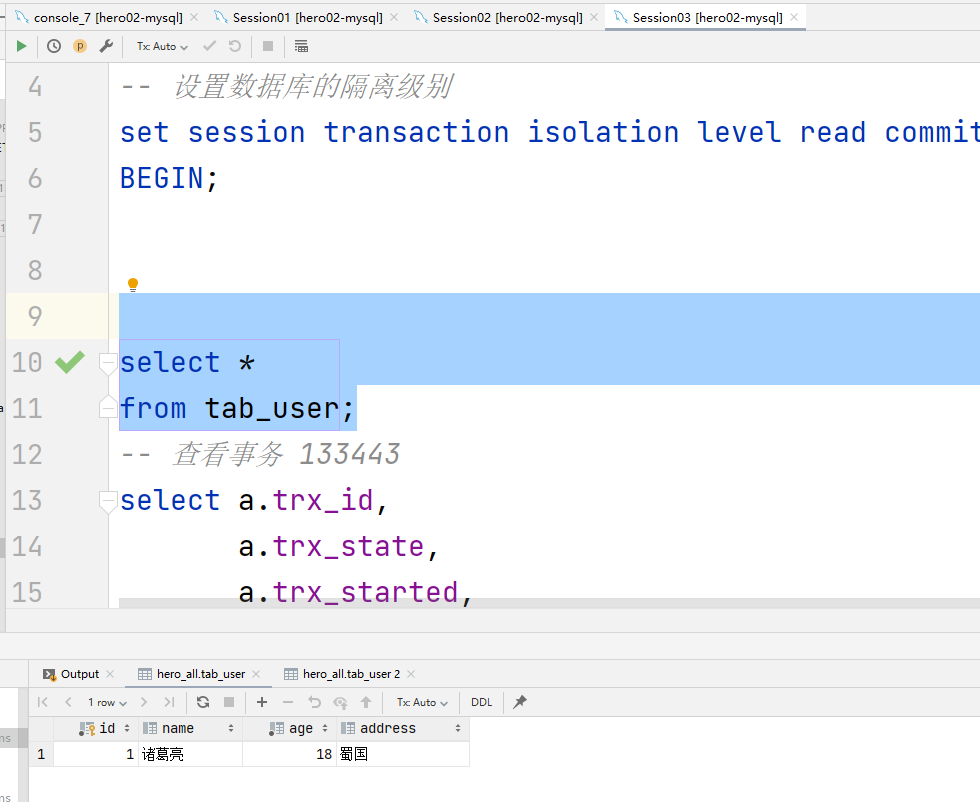 console_7 [hero02-mysql] Session01 [hero02-mysql] Session02 [hero02-mysql] Session03 [hero02-mysql]
Tx: Auto
4 -- 设置数据库的隔离级别
5 set session transaction isolation level read commit
6 BEGIN;
7
8
9
10 select *
11 from tab_user;
12 -- 查看事务 133443
13 select a.trx_id,
14 a.trx_state,
15 a.trx_started,
Output hero_all.tab_user hero_all.tab_user 2
1 row Tx: Auto DDL
id name age address
1 1 诸葛亮 18 蜀国